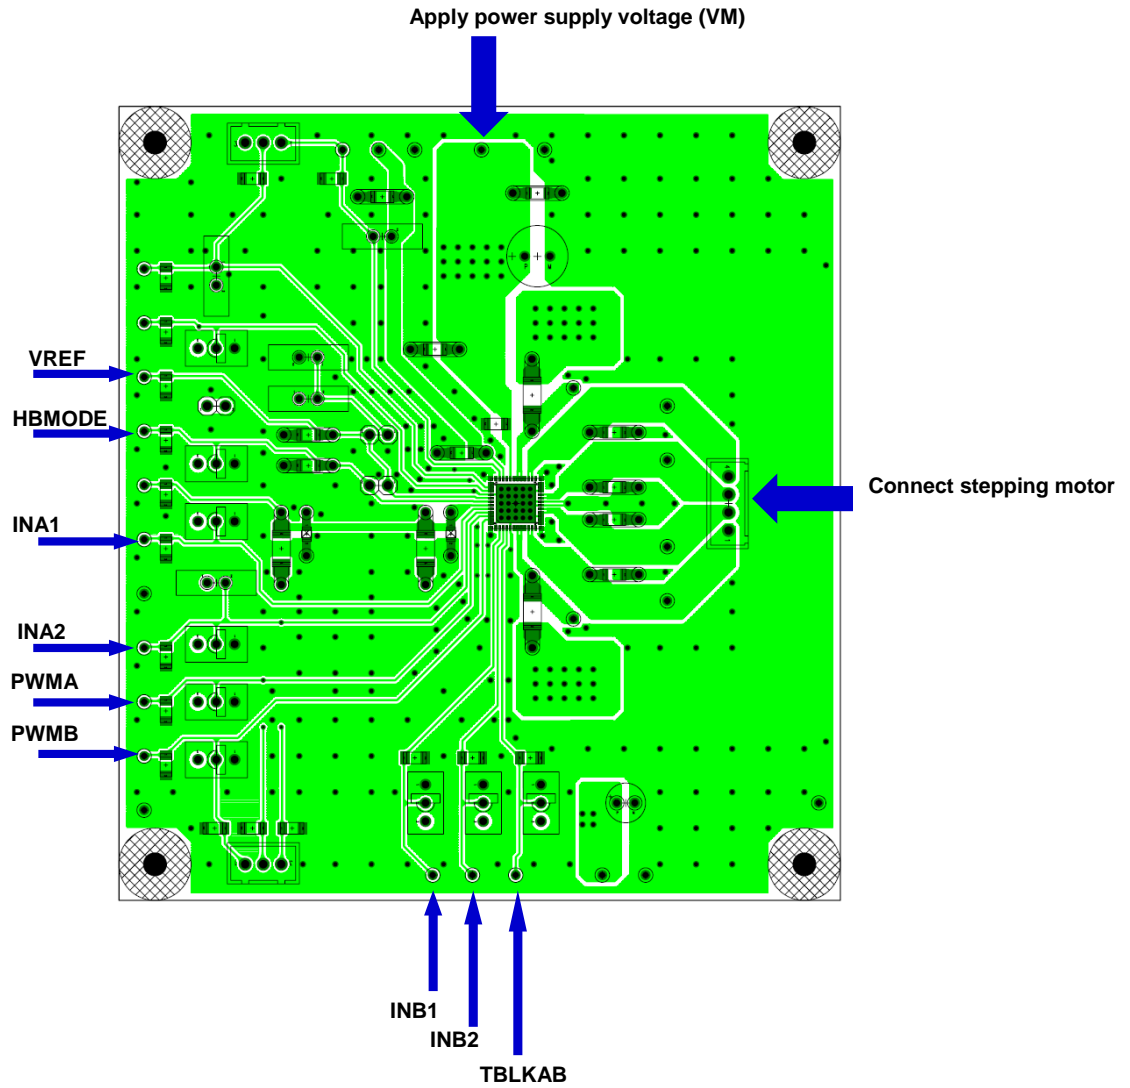 Apply power supply voltage (VM)
VREF
HBMODE
Connect stepping motor
INA1
INA2
PWMA
PWMB
INB1
INB2
TBLKAB